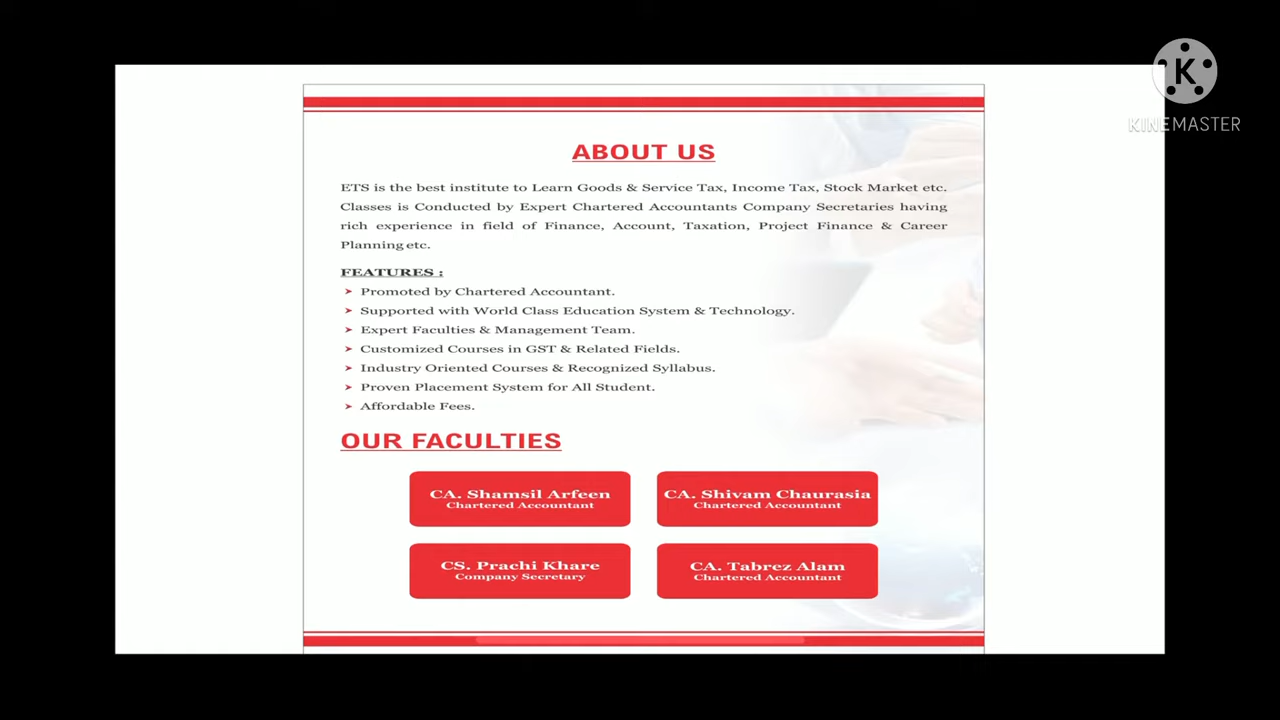 K
KINEMASTER
ABOUT US
ETS is the best institute to Learn Goods & Service Tax, Income Tax, Stock Market etc.
Classes is Conducted by Expert Chartered Accountants Company Secretaries having
rich experience in field of Finance, Account, Taxation, Project Finance & Career
Planning etc.
FEATURES :
➤ Promoted by Chartered Accountant.
➤ Supported with World Class Education System & Technology.
➤ Expert Faculties & Management Team.
➤ Customized Courses in GST & Related Fields.
➤ Industry Oriented Courses & Recognized Syllabus.
➤ Proven Placement System for All Student.
➤ Affordable Fees.
OUR FACULTIES
CA. Shamsil Arfeen
Chartered Accountant
CA. Shivam Chaurasia
Chartered Accountant
CS. Prachi Khare
Company Secretary
CA. Tabrez Alam
Chartered Accountant